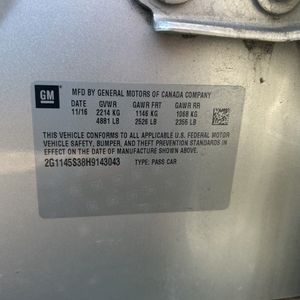 GM
MFD BY GENERAL MOTORS OF CANADA COMPANY
DATE GVWR GAWR FRT GAWR RR
11/16 2214 KG 1146 KG 1068 KG
4881 LB 2526 LB 2355 LB
THIS VEHICLE CONFORMS TO ALL APPLICABLE U.S. FEDERAL MOTOR
VEHICLE SAFETY, BUMPER, AND THEFT PREVENTION STANDARDS
IN EFFECT ON THE DATE OF MANUFACTURE SHOWN ABOVE.
2G1145S38H9143043 TYPE: PASS CAR